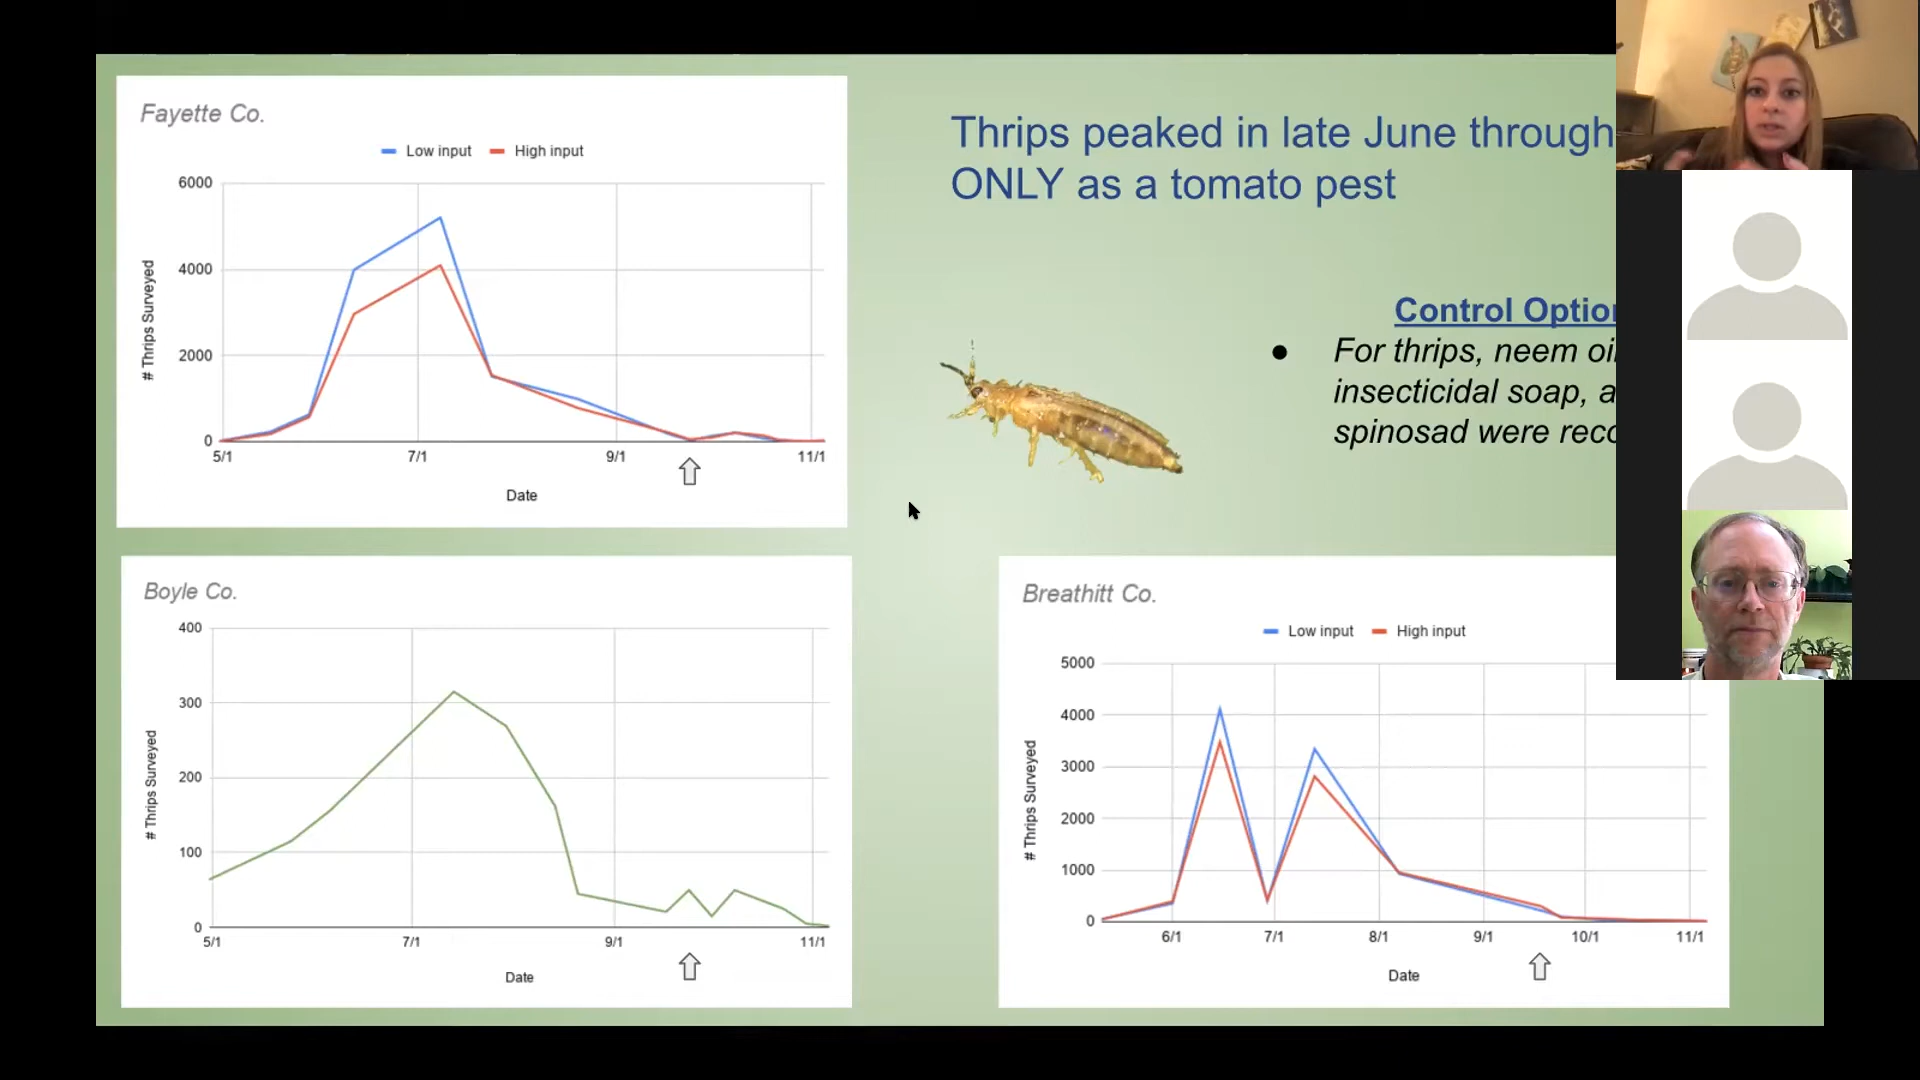 Fayette Co.
Low input High input
6000
4000
2000
0
# Thrips Surveyed
5/1 7/1 9/1 11/1
Date
Thrips peaked in late June through
ONLY as a tomato pest
Control
● For thrips, neem
insecticidal soap,
spinosad were
Boyle Co.
400
300
200
100
0
# Thrips Surveyed
5/1 7/1 9/1 11/1
Date
Breathitt Co.
Low input High input
5000
4000
3000
2000
1000
0
# Thrips Surveyed
6/1 7/1 8/1 9/1 10/1 11/1
Date